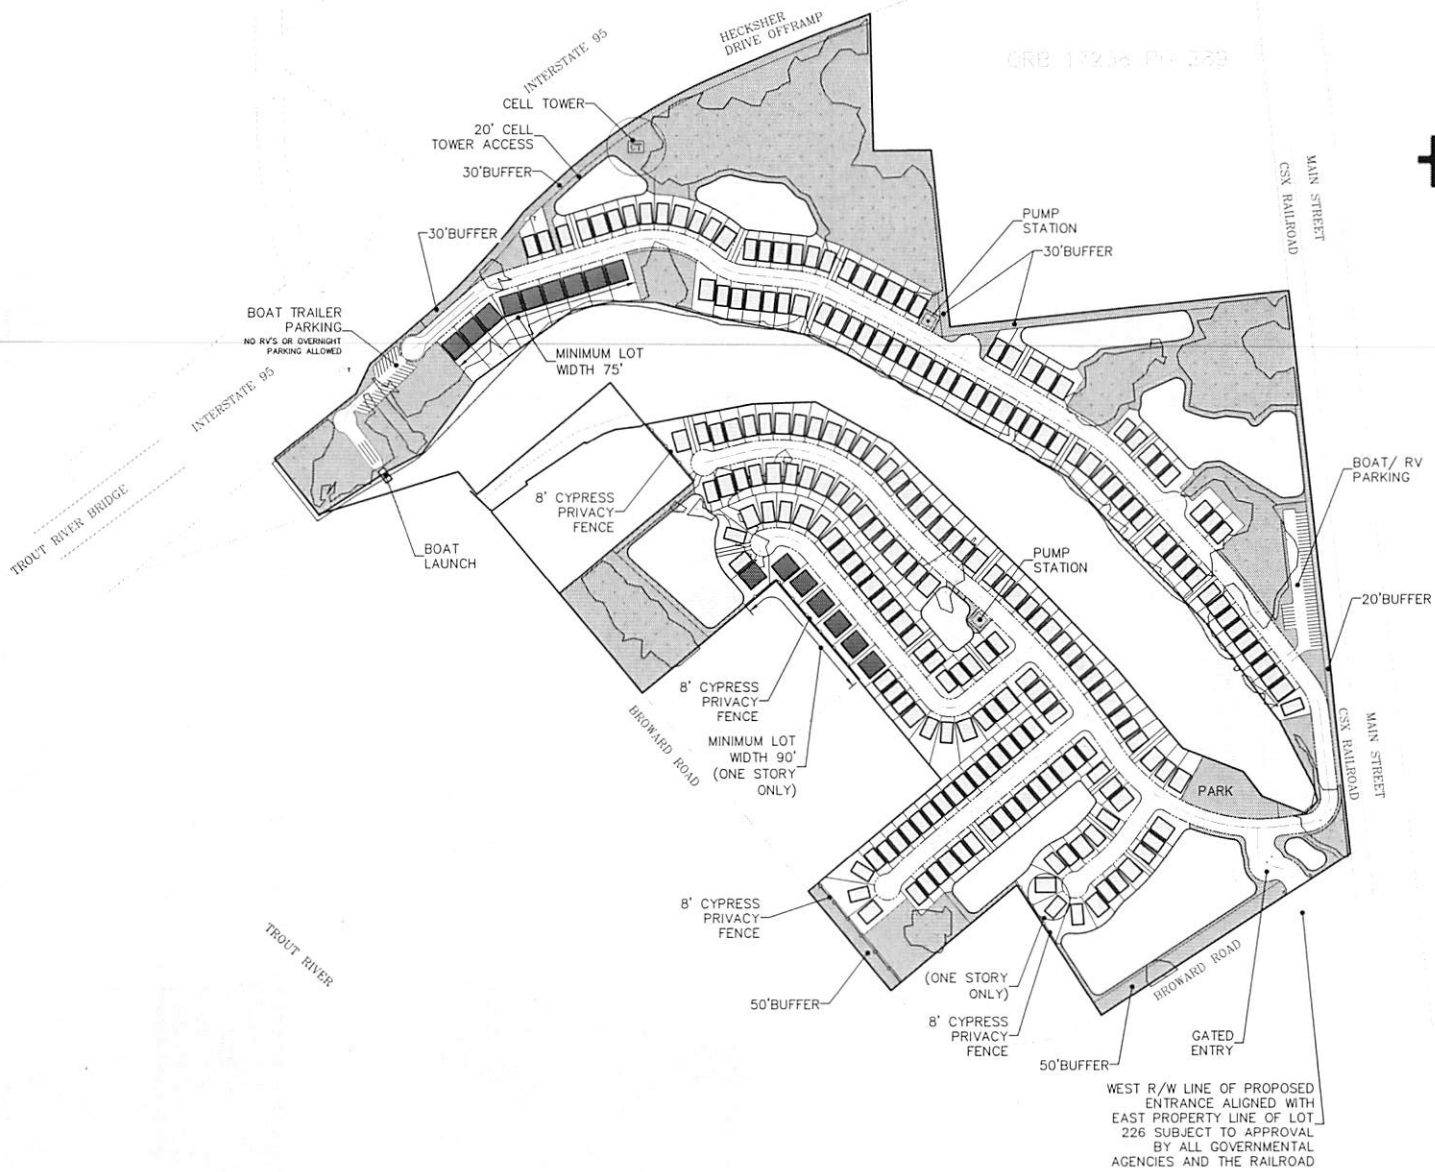 HECKSHER
DRIVE OFFRAMP
INTERSTATE 95
ORB 17238 PG 289
CELL TOWER
CT
20' CELL
TOWER ACCESS
30'BUFFER
30'BUFFER
MAIN STREET
CSX RAILROAD
PUMP
STATION
30'BUFFER
BOAT TRAILER
PARKING
NO RV'S OR OVERNIGHT
PARKING ALLOWED
MINIMUM LOT
WIDTH 75'
INTERSTATE 95
TROUT RIVER BRIDGE
8' CYPRESS
PRIVACY
FENCE
BOAT
LAUNCH
BOAT/ RV
PARKING
PUMP
STATION
20'BUFFER
8' CYPRESS
PRIVACY
FENCE
BROWARD ROAD
MINIMUM LOT
WIDTH 90'
(ONE STORY
ONLY)
MAIN STREET
CSX RAILROAD
PARK
8' CYPRESS
PRIVACY
FENCE
TROUT RIVER
50'BUFFER
(ONE STORY
ONLY)
8' CYPRESS
PRIVACY
FENCE
BROWARD ROAD
50'BUFFER
GATED
ENTRY
WEST R/W LINE OF PROPOSED
ENTRANCE ALIGNED WITH
EAST PROPERTY LINE OF LOT
226 SUBJECT TO APPROVAL
BY ALL GOVERNMENTAL
AGENCIES AND THE RAILROAD